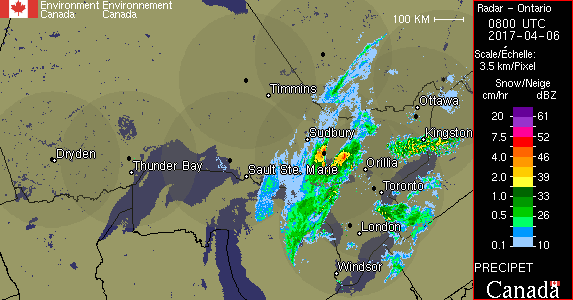 Environment Environnement
Canada Canada
100 KM
Timmins
Ottawa
Sudbury
Kingston
Dryden
Thunder Bay
Sault Ste. Marie
Orillia
Toronto
London
Windsor
Radar - Ontario
0800 UTC
2017-04-06
Scale/Échelle:
3.5 km/Pixel
Snow/Neige
cm/hr dBZ
20 61
7.5 52
4.0 46
2.0 39
1.0 33
0.5 26
0.1 10
PRECIPET
Canada